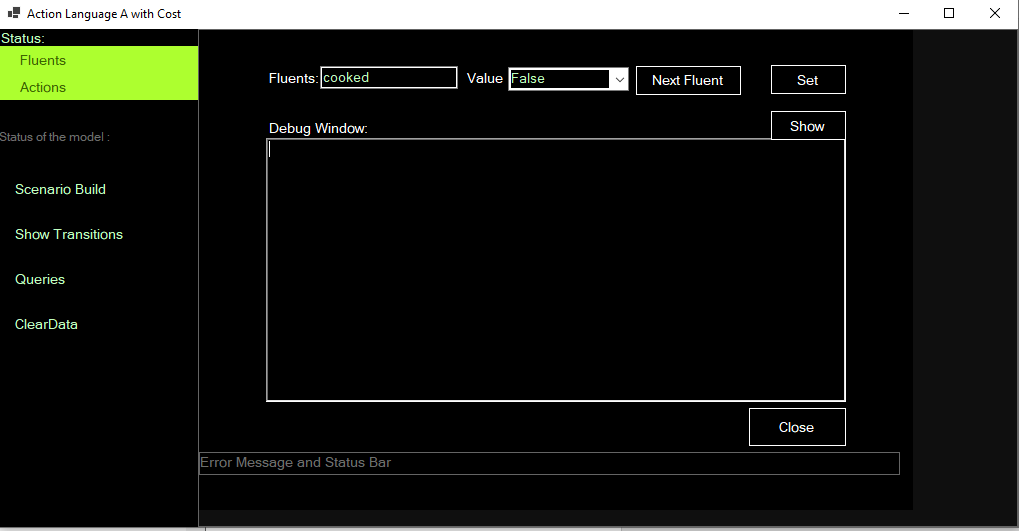 Action Language A with Cost
Status:
Fluents
Actions
Status of the model :
Scenario Build
Show Transitions
Queries
ClearData
Fluents: cooked Value False Next Fluent Set
Debug Window: Show
Close
Error Message and Status Bar